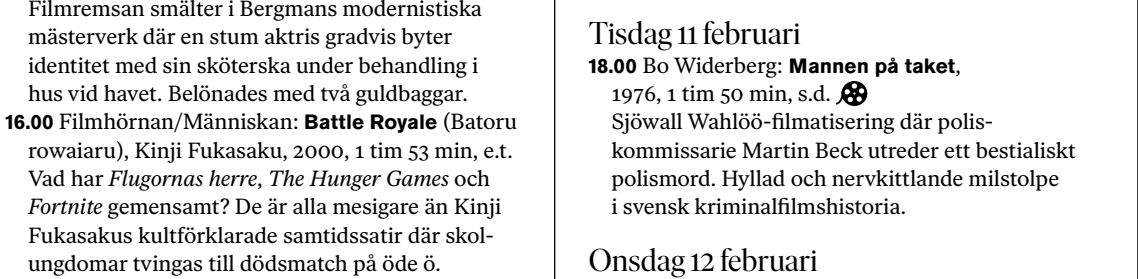 Filmremsan smälter i Bergmans modernistiska
mästerverk där en stum aktris gradvis byter
identitet med sin sköterska under behandling i
hus vid havet. Belönades med två guldbaggar.
16.00 Filmhörnan/Människan: Battle Royale (Batoru
rowaiaru), Kinji Fukasaku, 2000, 1 tim 53 min, e.t.
Vad har Flugornas herre, The Hunger Games och
Fortnite gemensamt? De är alla mesigare än Kinji
Fukasakus kultförklarade samtidssatir där skol-
ungdomar tvingas till dödsmatch på öde ö.
Tisdag 11 februari
18.00 Bo Widerberg: Mannen på taket,
1976, 1 tim 50 min, s.d.
Sjöwall Wahlöö-filmatisering där polis-
kommissarie Martin Beck utreder ett bestialiskt
polismord. Hyllad och nervkittlande milstolpe
i svensk kriminalfilmshistoria.
Onsdag 12 februari